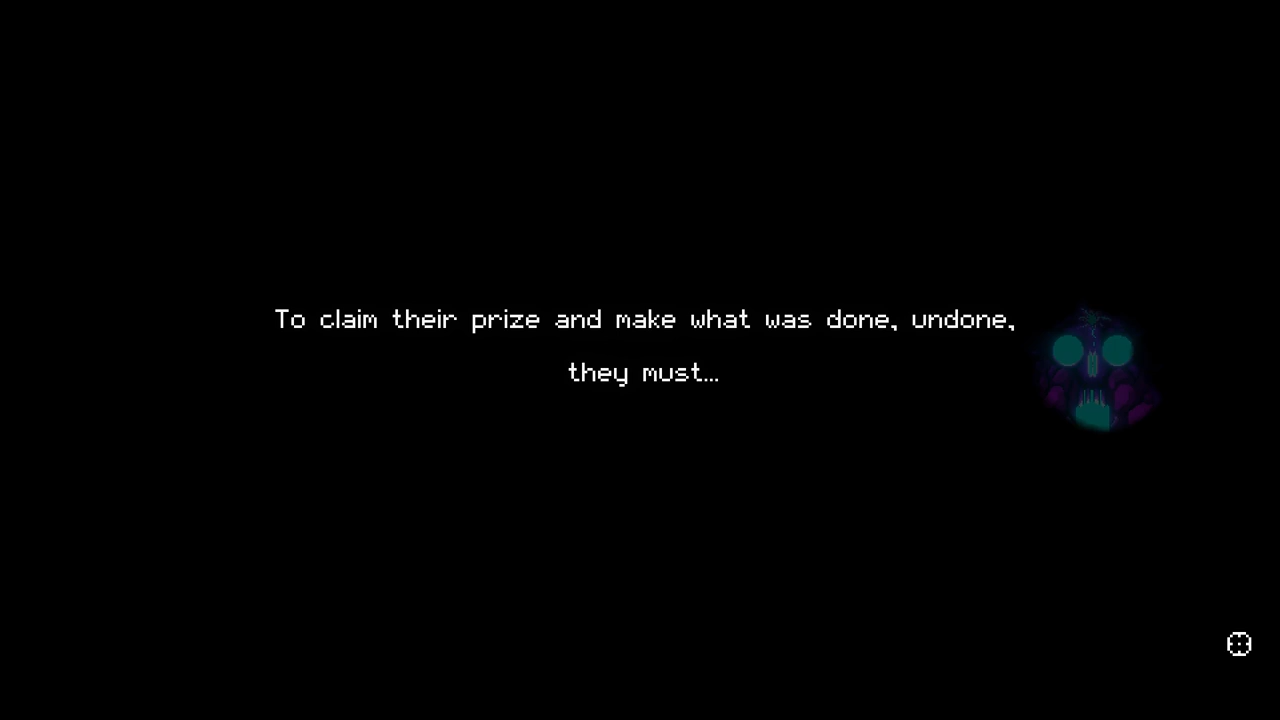 To claim their prize and make what was done, undone,
they must...